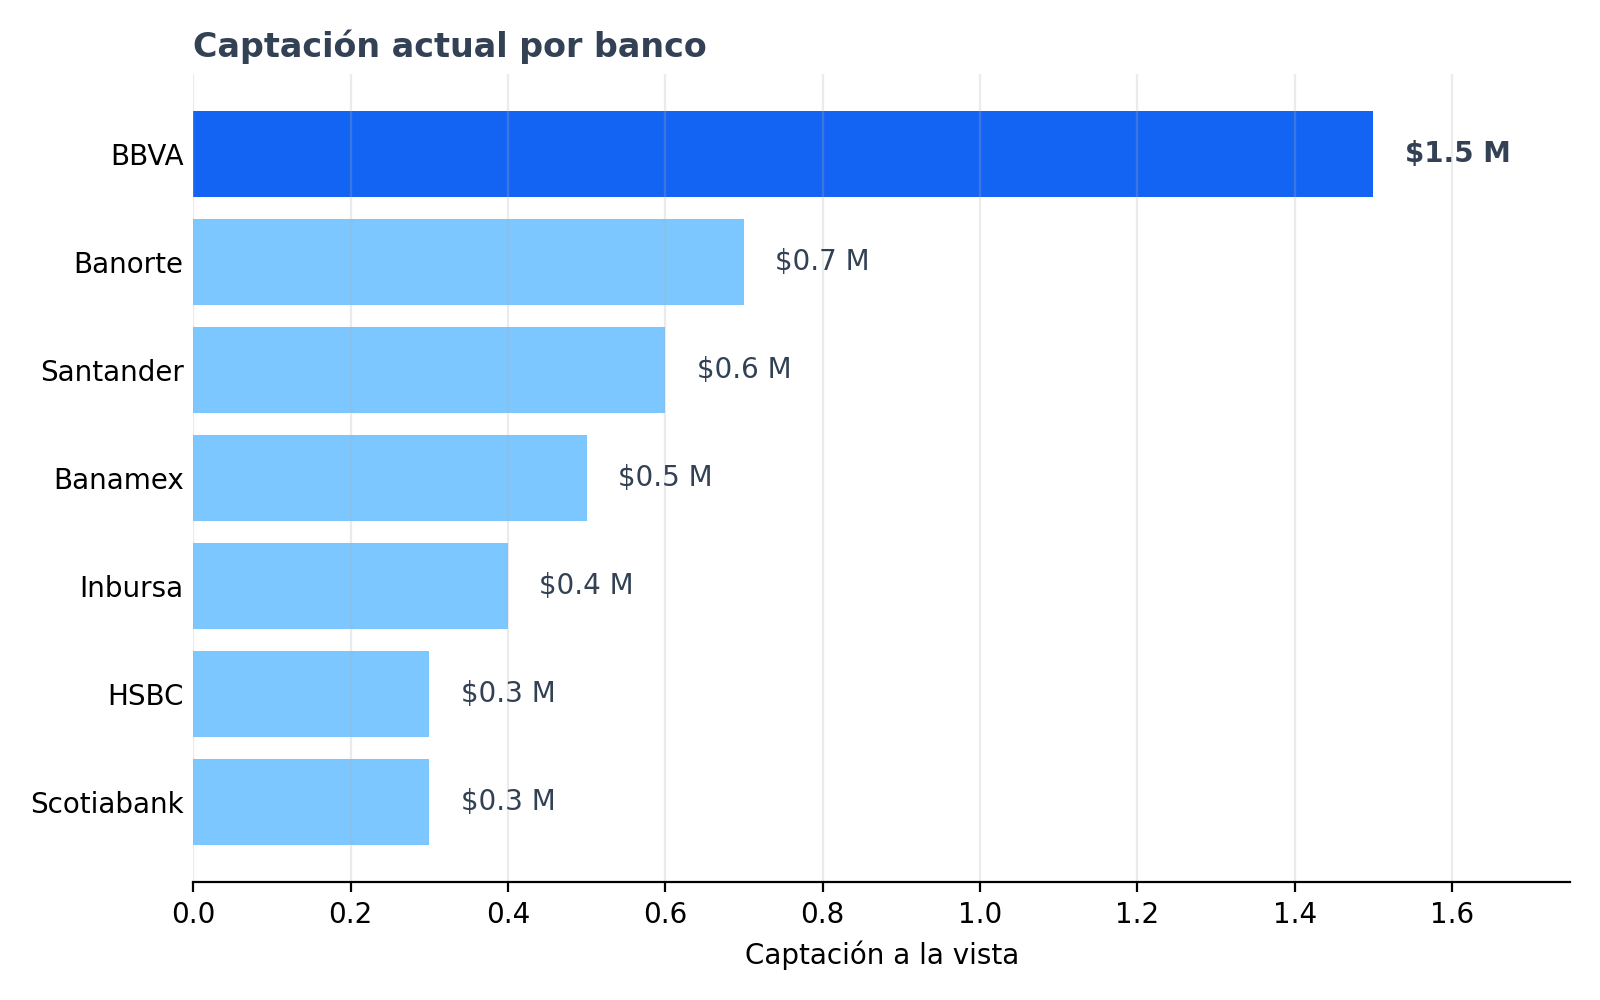 Captación actual por banco
BBVA $1.5 M
Banorte $0.7 M
Santander $0.6 M
Banamex $0.5 M
Inbursa $0.4 M
HSBC $0.3 M
Scotiabank $0.3 M
0.0 0.2 0.4 0.6 0.8 1.0 1.2 1.4 1.6
Captación a la vista